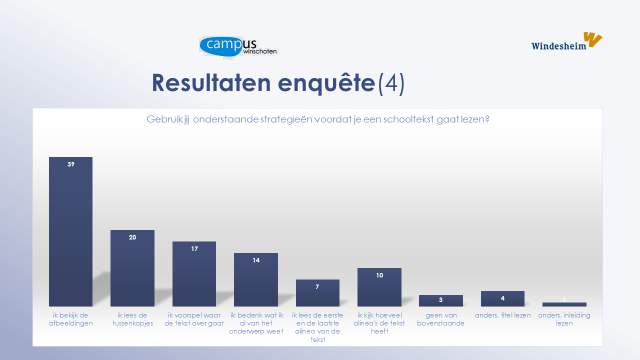 campus
winschoten
Windesheim
Resultaten enquête(4)
Gebruik jij onderstaande strategieën voordat je een schooltekst gaat lezen?
39
20
17
14
7
10
3
4
1
ik bekijk de
afbeeldingen
ik lees de
tussenkopjes
ik voorspel waar
de tekst over gaat
ik bedenk wat ik
al van het
onderwerp weet
ik lees de eerste
en de laatste
alinea van de
tekst
ik kijk hoeveel
alinea's de tekst
heeft
geen van
bovenstaande
anders, titel lezen
anders, inleiding
lezen